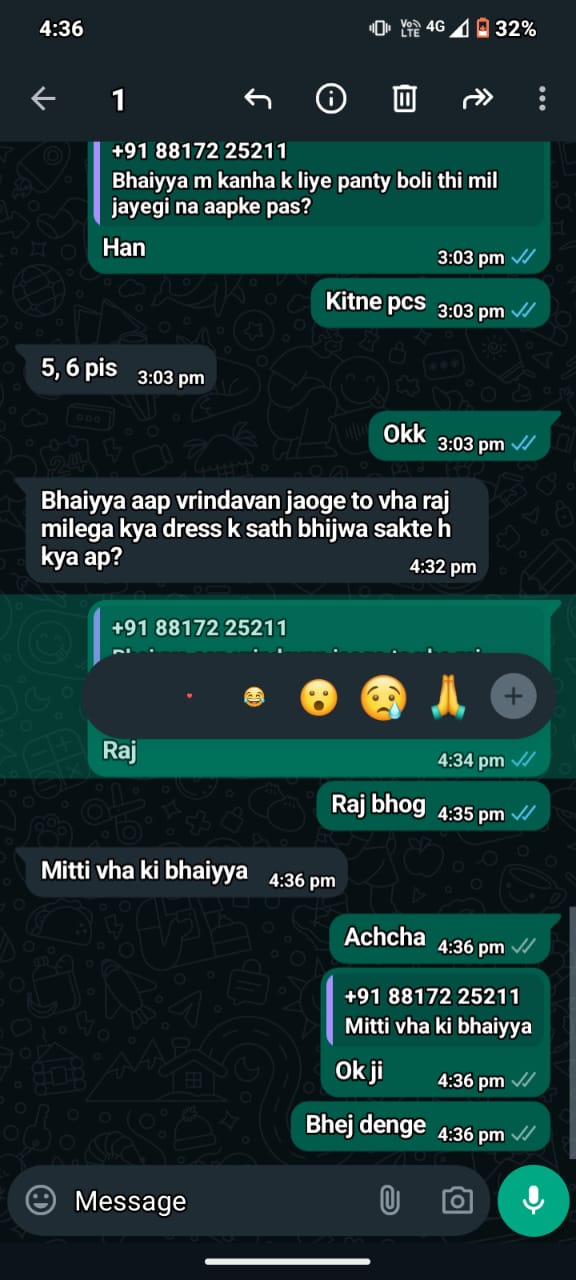 4:36
Vo))
LTE 4G 32%
1
+91 88172 25211
Bhaiyya m kanha k liye panty boli thi mil
jayegi na aapke pas?
Han
3:03 pm
Kitne pcs 3:03 pm
5, 6 pis 3:03 pm
Okk 3:03 pm
Bhaiyya aap vrindavan jaoge to vha raj
milega kya dress k sath bhijwa sakte h
kya ap?
4:32 pm
+91 88172 25211
Raj
4:34 pm
Raj bhog 4:35 pm
Mitti vha ki bhaiyya 4:36 pm
Achcha 4:36 pm
+91 88172 25211
Mitti vha ki bhaiyya
Ok ji 4:36 pm
Bhej denge 4:36 pm
Message